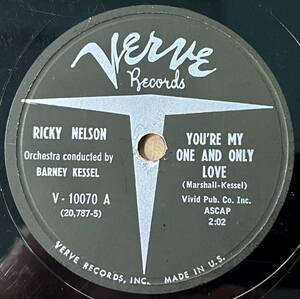 Verve
Records
RICKY NELSON
Orchestra conducted by
BARNEY KESSEL
V - 10070 A
(20,787-5)
YOU'RE MY
ONE AND ONLY
LOVE
(Marshall-Kessel)
Vivid Pub. Co. Inc.
ASCAP
2:02
VERVE RECORDS, INC. MADE IN U.S.